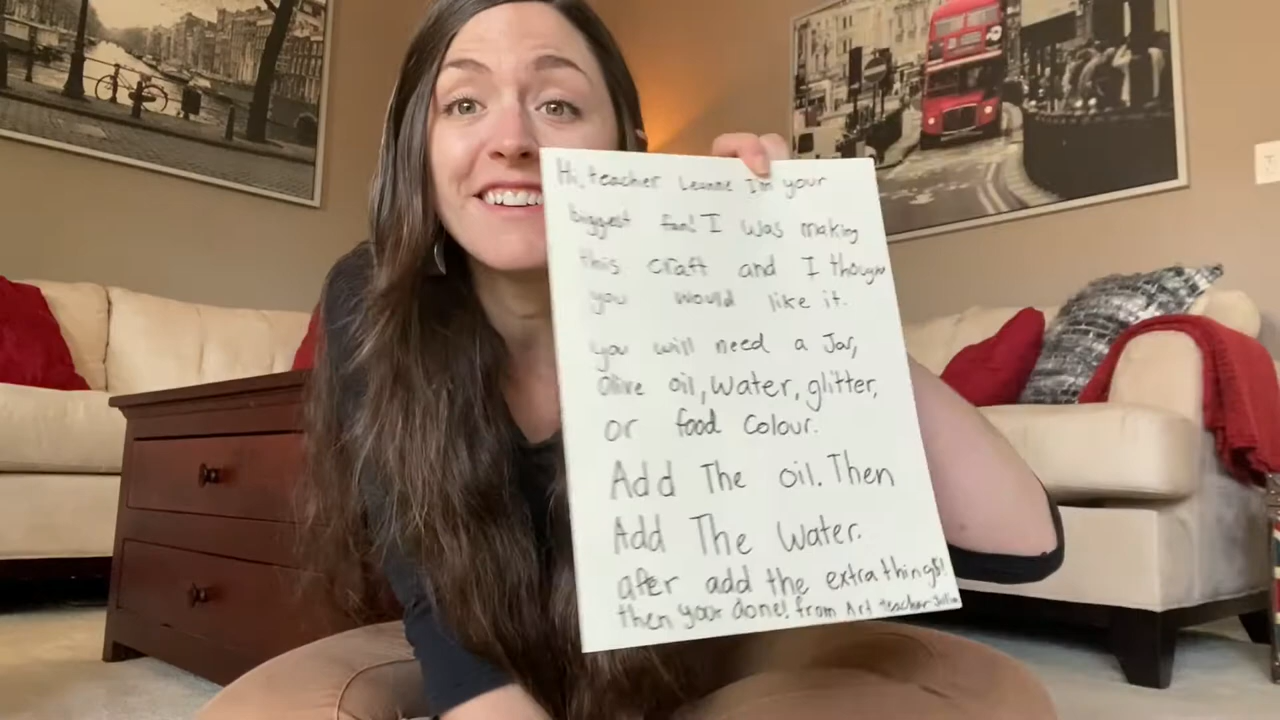 Hi, teacher Leanne I'm your
biggest fan! I was making
this craft and I though
you would like it.
you will need a Jar,
olive oil, water, glitter,
or food colour.
Add The oil. Then
Add The water.
afer add the extra things!
then your done! from Art teacher